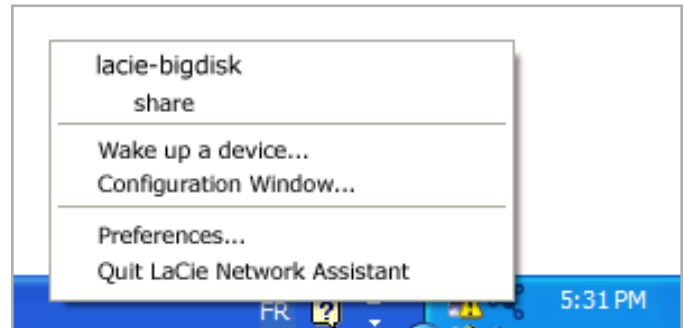 lacie-bigdisk
share
Wake up a device...
Configuration Window...
Preferences...
Quit LaCie Network Assistant
FR
5:31 PM